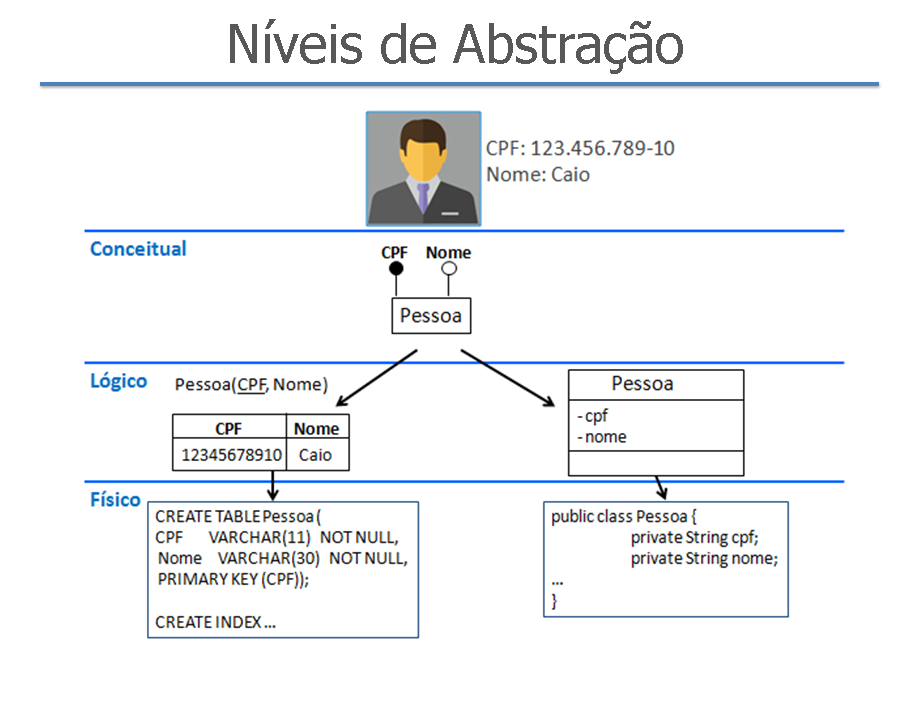 Níveis de Abstração
CPF: 123.456.789-10
Nome: Caio
Conceitual
CPF Nome
Pessoa
Lógico
Pessoa(CPF, Nome)
CPF Nome
12345678910 Caio
Pessoa
- cpf
- nome
Físico
CREATE TABLE Pessoa (
CPF VARCHAR(11) NOT NULL,
Nome VARCHAR(30) NOT NULL,
PRIMARY KEY (CPF));
CREATE INDEX ...
public class Pessoa {
private String cpf;
private String nome;
...
}